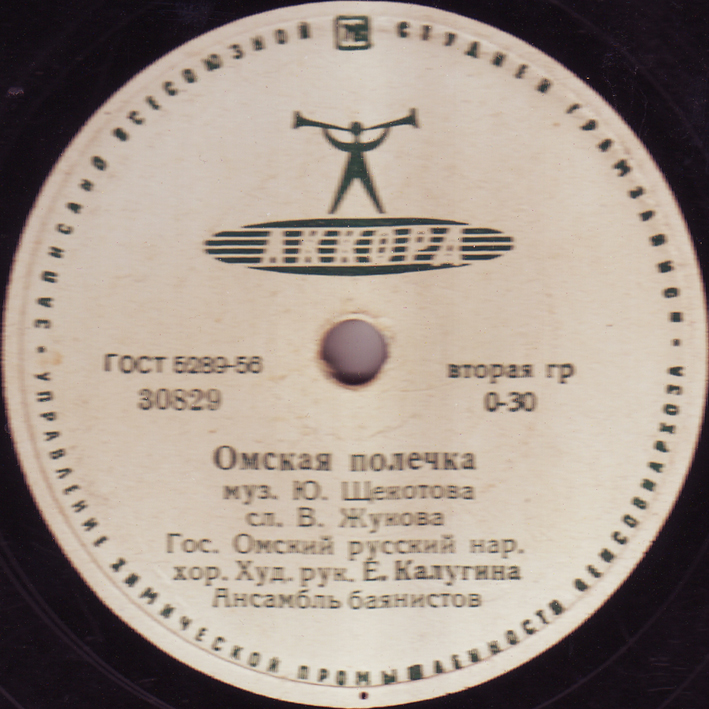 ЗАПИСАНО ВСЕСОЮЗНОЙ СТУДИЕЙ ГРАМЗАПИСИ
АККОРД
ГОСТ 5289-56
вторая гр
30829
0-30
Омская полечка
муз. Ю. Щекотова
сл. В. Жукова
Гос. Омский русский нар.
хор. Худ. рук. Е. Калугина
Ансамбль баянистов
УПРАВЛЕНИЕ ХИМИЧЕСКОЙ ПРОМЫШЛЕННОСТИ ЛЕНСОВНАРХОЗА